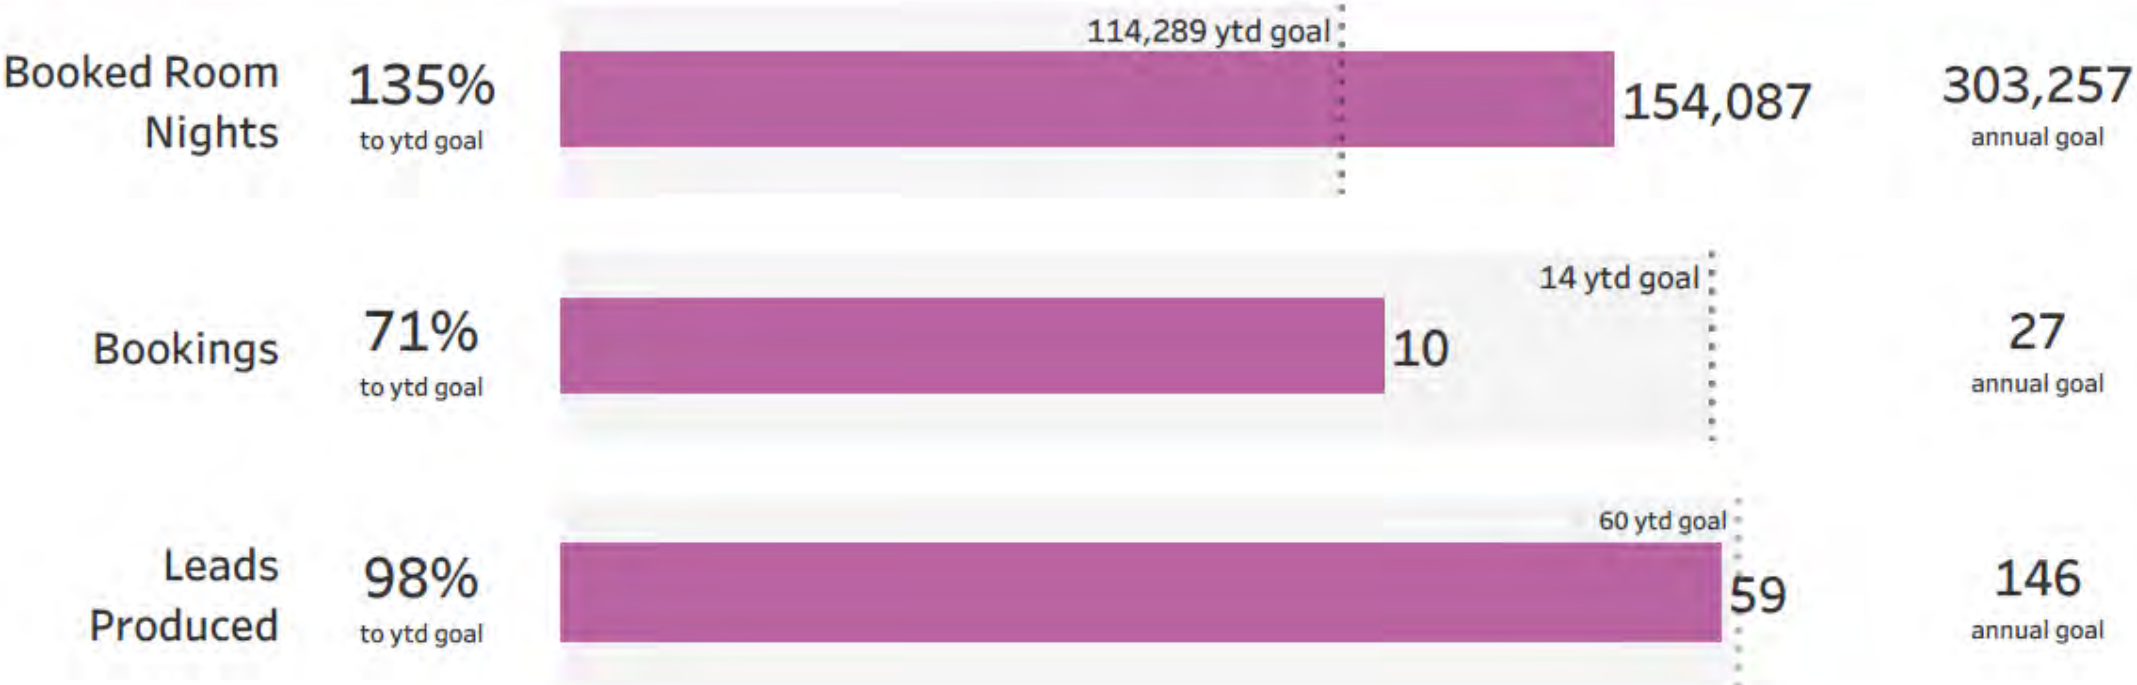 114,289 ytd goal
Booked Room
Nights
135%
to ytd goal
154,087
303,257
annual goal
14 ytd goal
Bookings
71%
to ytd goal
10
27
annual goal
60 ytd goal
Leads
Produced
98%
to ytd goal
59
146
annual goal